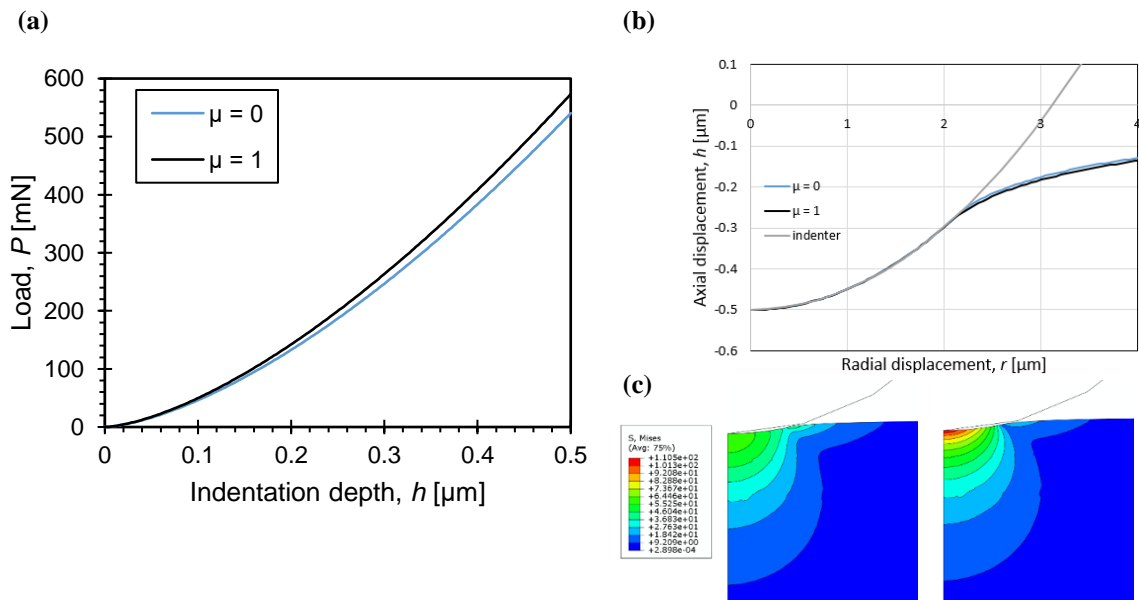 (a)
600
500
400
300
200
100
0
Load, P [mN]
μ = 0
μ = 1
0
0.1
0.2
0.3
0.4
0.5
Indentation depth, h [μm]
(b)
0.1
0
-0.1
-0.2
-0.3
-0.4
-0.5
-0.6
Axial displacement, h [μm]
0
1
2
3
4
μ = 0
μ = 1
indenter
Radial displacement, r [μm]
(c)
S, Mises
(Avg: 75%)
+1.105e+02
+1.013e+02
+9.208e+01
+8.288e+01
+7.367e+01
+6.446e+01
+5.525e+01
+4.604e+01
+3.683e+01
+2.763e+01
+1.842e+01
+9.209e+00
+2.898e-04